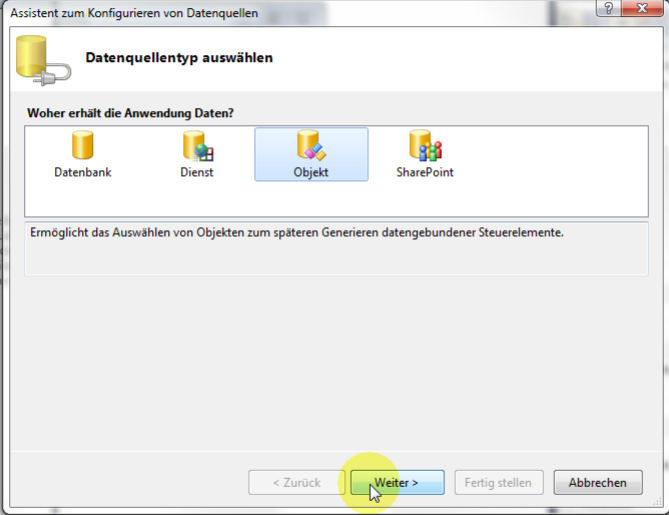 Assistent zum Konfigurieren von Datenquellen
Datenquellentyp auswählen
Woher erhält die Anwendung Daten?
Datenbank
Dienst
Objekt
SharePoint
Ermöglicht das Auswählen von Objekten zum späteren Generieren datengebundener Steuerelemente.
< Zurück
Weiter >
Fertig stellen
Abbrechen